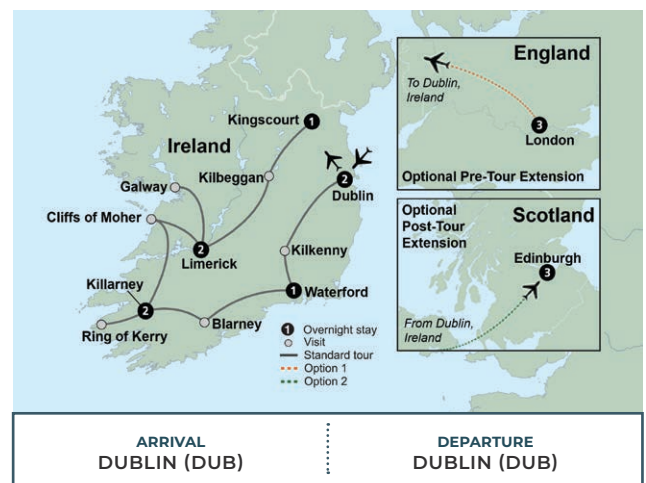 England
To Dublin,
Ireland
3
London
Optional Pre-Tour Extension
Kingscourt
1
Ireland
Kilbeggan
2
Dublin
Galway
Cliffs of Moher
2
Limerick
Kilkenny
Killarney
2
1
Waterford
Ring of Kerry
Blarney
Optional
Post-Tour
Extension
Scotland
Edinburgh
3
From Dublin,
Ireland
1 Overnight stay
Visit
Standard tour
Option 1
Option 2
ARRIVAL
DUBLIN (DUB)
DEPARTURE
DUBLIN (DUB)